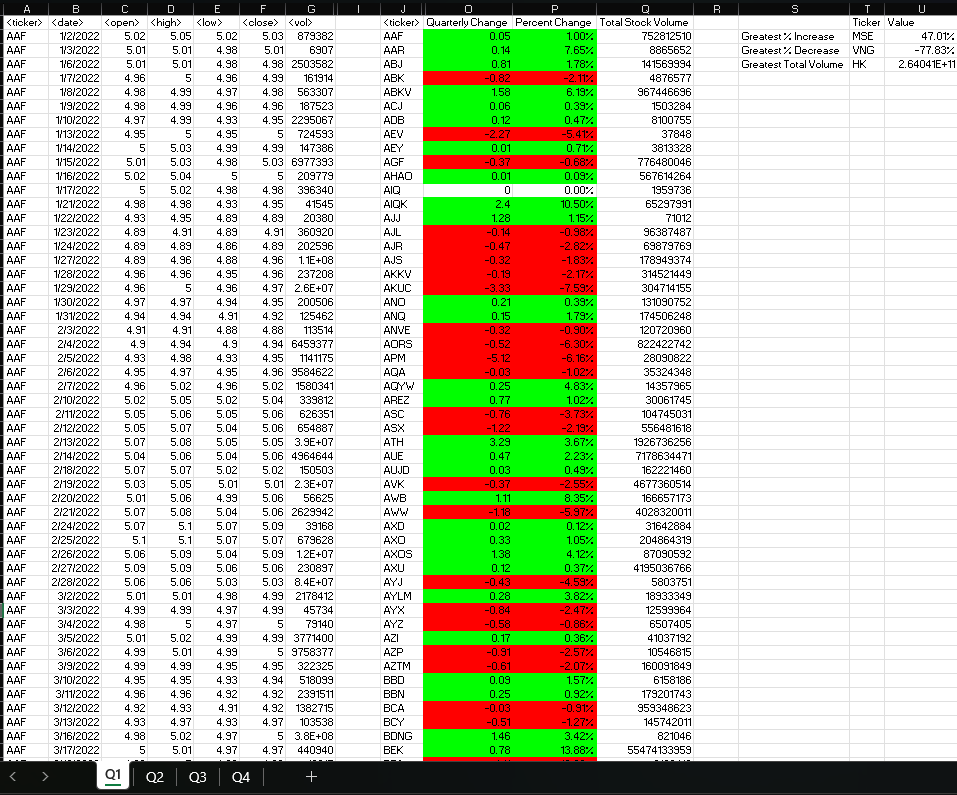 A B C D E F G I J O P Q R S T U
<ticker> <date> <open> <high> <low> <close> <vol> <ticker> Quarterly Change Percent Change Total Stock Volume Ticker Value
AAF 1/2/2022 5.02 5.05 5.02 5.03 879382 AAF 0.05 1.00% 752812510 Greatest % Increase MSE 47.01%
AAF 1/3/2022 5.01 5.01 4.98 5.01 6907 AAR 0.14 7.65% 8865652 Greatest % Decrease VNG -77.83%
AAF 1/6/2022 5.01 5.01 4.98 4.98 2503582 ABJ 0.81 1.78% 141569994 Greatest Total Volume HK 2.64041E+11
AAF 1/7/2022 4.96 5 4.96 4.99 161914 ABK -0.82 -2.11% 4876577
AAF 1/8/2022 4.98 4.99 4.97 4.98 563307 ABKV 1.58 6.19% 967446696
AAF 1/9/2022 4.98 4.99 4.96 4.96 187523 ACJ 0.06 0.39% 1503284
AAF 1/10/2022 4.97 4.99 4.93 4.95 2295067 ADB 0.12 0.47% 8100755
AAF 1/13/2022 4.95 5 4.95 5 724593 AEV -2.27 -5.41% 37848
AAF 1/14/2022 5 5.03 4.99 4.99 147386 AEY 0.01 0.71% 3813328
AAF 1/15/2022 5.01 5.03 4.98 5.03 6977393 AGF -0.37 -0.68% 776480046
AAF 1/16/2022 5.02 5.04 5 5 209779 AHAO 0.01 0.09% 567614264
AAF 1/17/2022 5 5.02 4.98 4.98 396340 AIQ 0 0.00% 1959736
AAF 1/21/2022 4.98 4.98 4.93 4.95 41545 AIQK 2.4 10.50% 65297991
AAF 1/22/2022 4.93 4.95 4.89 4.89 20380 AJJ 1.28 1.15% 71012
AAF 1/23/2022 4.89 4.91 4.89 4.91 360920 AJL -0.14 -0.98% 96387487
AAF 1/24/2022 4.89 4.89 4.86 4.89 202596 AJR -0.47 -2.62% 69879769
AAF 1/27/2022 4.89 4.96 4.88 4.96 1.1E+08 AJS -0.32 -1.83% 178949374
AAF 1/28/2022 4.96 4.96 4.95 4.96 237208 AKKV -0.19 -2.17% 314521449
AAF 1/29/2022 4.96 5 4.96 4.97 2.6E+07 AKUC -3.33 -7.59% 304714155
AAF 1/30/2022 4.97 4.97 4.94 4.95 200506 ANO 0.21 0.39% 131090752
AAF 1/31/2022 4.94 4.94 4.91 4.92 125462 ANQ 0.15 1.79% 174506248
AAF 2/3/2022 4.91 4.91 4.88 4.88 113514 ANVE -0.32 -0.90% 120720960
AAF 2/4/2022 4.9 4.94 4.9 4.94 6459377 AORS -0.52 -6.30% 822422742
AAF 2/5/2022 4.93 4.98 4.93 4.95 1141175 APM -5.12 -6.16% 28090822
AAF 2/6/2022 4.95 4.97 4.95 4.96 9584622 AQA -0.03 -1.02% 35324348
AAF 2/7/2022 4.96 5.02 4.96 5.02 1580341 AQYW 0.25 4.83% 14357965
AAF 2/10/2022 5.02 5.05 5.02 5.04 339812 AREZ 0.77 1.02% 30061745
AAF 2/11/2022 5.05 5.06 5.05 5.06 626351 ASC -0.76 -3.73% 104745031
AAF 2/12/2022 5.05 5.07 5.04 5.06 654887 ASX -1.22 -2.19% 556481618
AAF 2/13/2022 5.07 5.08 5.05 5.05 3.9E+07 ATH 3.29 3.67% 1926736256
AAF 2/14/2022 5.04 5.06 5.04 5.06 4964644 AUE 0.47 2.23% 7178634471
AAF 2/18/2022 5.07 5.07 5.02 5.02 150503 AUJD 0.03 0.49% 162221460
AAF 2/19/2022 5.03 5.05 5.01 5.01 2.3E+07 AVK -0.37 -2.55% 4677360514
AAF 2/20/2022 5.01 5.06 4.99 5.06 56625 AWB 1.11 8.35% 166657173
AAF 2/21/2022 5.07 5.08 5.04 5.06 2629942 AWW -1.18 -5.97% 4028320011
AAF 2/24/2022 5.07 5.1 5.07 5.09 39168 AXD 0.02 0.12% 31642884
AAF 2/25/2022 5.1 5.1 5.07 5.07 679628 AXO 0.33 1.05% 204864319
AAF 2/26/2022 5.06 5.09 5.04 5.09 1.2E+07 AXOS 1.38 4.12% 87090592
AAF 2/27/2022 5.09 5.09 5.06 5.06 230897 AXU 0.12 0.37% 4195036766
AAF 2/28/2022 5.06 5.06 5.03 5.03 8.4E+07 AYJ -0.43 -4.59% 5803751
AAF 3/2/2022 5.01 5.01 4.98 4.99 2178412 AYLM 0.28 3.82% 18933349
AAF 3/3/2022 4.99 4.99 4.97 4.99 45734 AYX -0.84 -2.47% 12599964
AAF 3/4/2022 4.98 5 4.97 5 79140 AYZ -0.58 -0.86% 6507405
AAF 3/5/2022 5.01 5.02 4.99 4.99 3771400 AZI 0.17 0.36% 41037192
AAF 3/6/2022 4.99 5.01 4.99 5 9758377 AZP -0.91 -2.57% 10546815
AAF 3/9/2022 4.99 4.99 4.95 4.95 322325 AZTM -0.61 -2.07% 160091849
AAF 3/10/2022 4.95 4.95 4.93 4.94 518099 BBD 0.09 1.57% 6158186
AAF 3/11/2022 4.96 4.96 4.92 4.92 2391511 BBN 0.25 0.92% 179201743
AAF 3/12/2022 4.92 4.93 4.91 4.92 1382715 BCA -0.03 -0.91% 959348623
AAF 3/13/2022 4.93 4.97 4.93 4.97 103538 BCY -0.51 -1.27% 145742011
AAF 3/16/2022 4.98 5.02 4.97 5 3.8E+08 BDNG 1.46 3.42% 821046
AAF 3/17/2022 5 5.01 4.97 4.97 440940 BEK 0.78 13.88% 55474133959
Q1 Q2 Q3 Q4